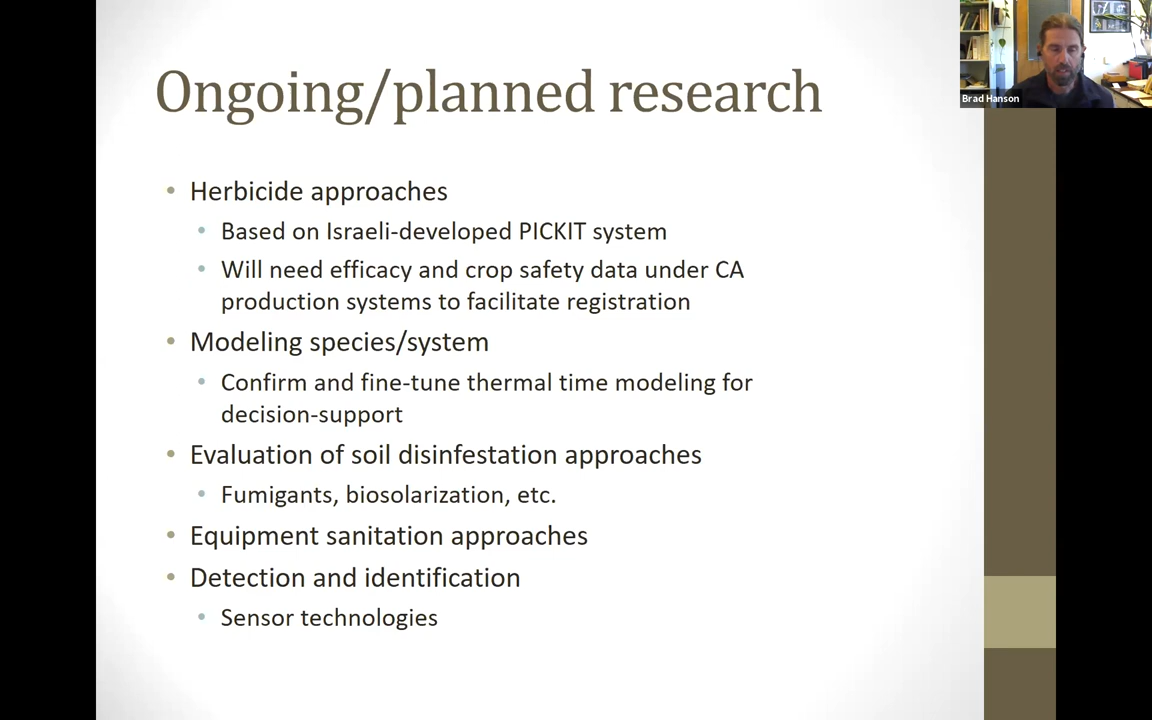 Ongoing/planned research
Brad Hanson
• Herbicide approaches
• Based on Israeli-developed PICKIT system
• Will need efficacy and crop safety data under CA
production systems to facilitate registration
• Modeling species/system
• Confirm and fine-tune thermal time modeling for
decision-support
• Evaluation of soil disinfestation approaches
• Fumigants, biosolarization, etc.
• Equipment sanitation approaches
• Detection and identification
• Sensor technologies